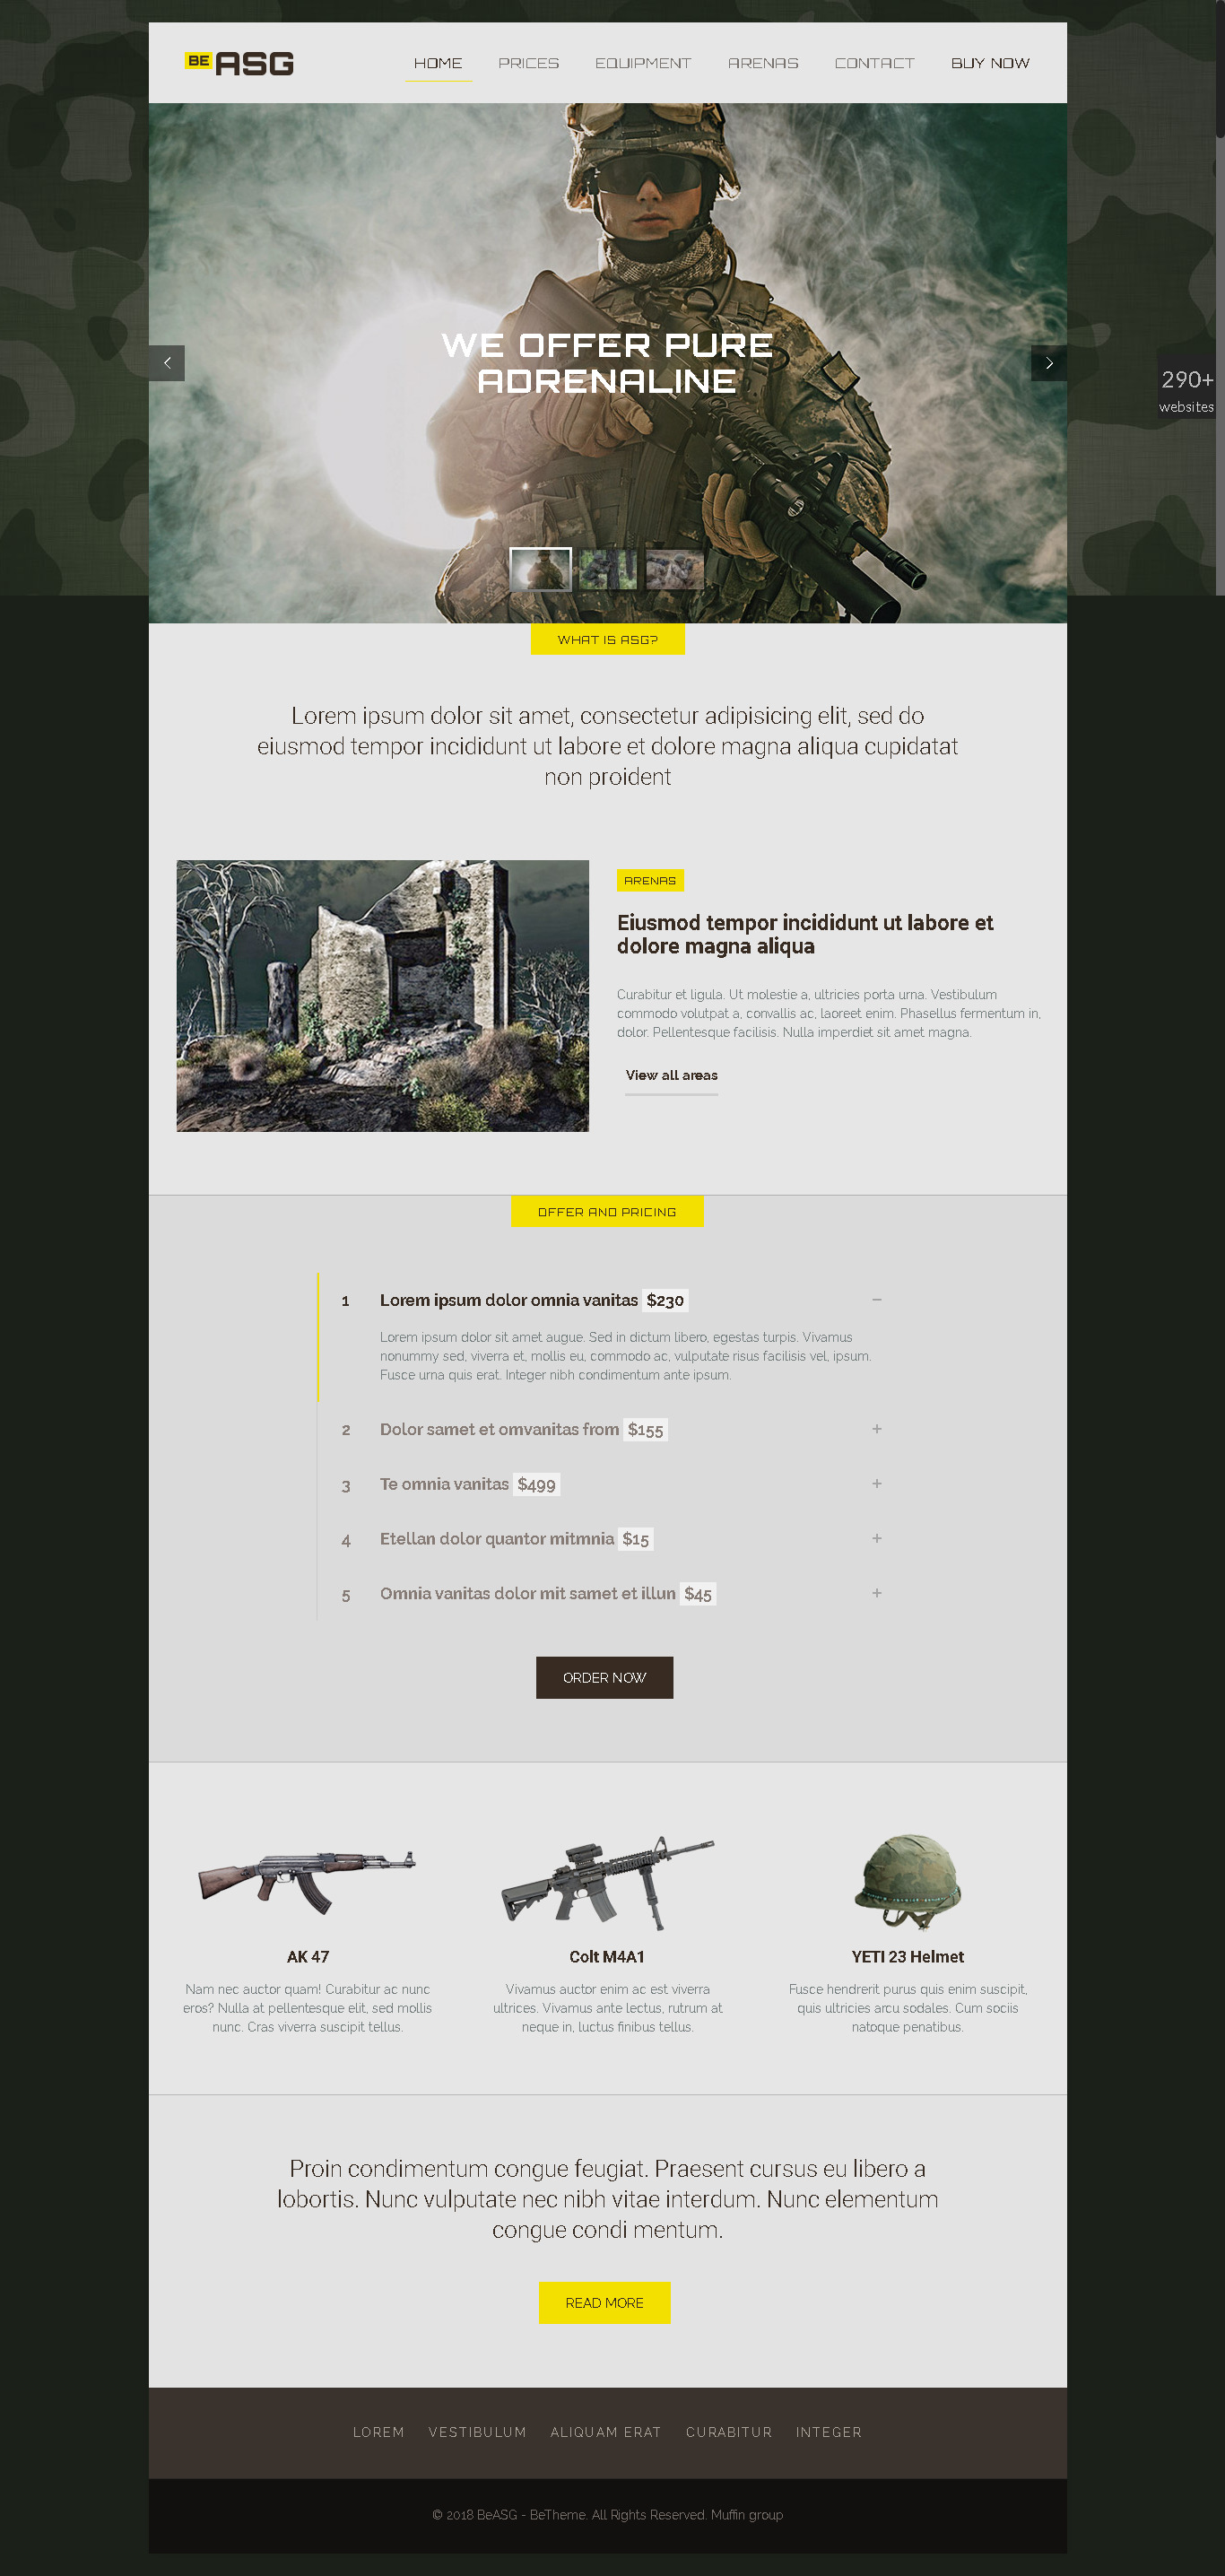 BE ASG
HOME PRICES EQUIPMENT ARENAS CONTACT BUY NOW
WE OFFER PURE
ADRENALINE
290+
websites
WHAT IS ASG?
Lorem ipsum dolor sit amet, consectetur adipisicing elit, sed do
eiusmod tempor incididunt ut labore et dolore magna aliqua cupidatat
non proident
ARENAS
Eiusmod tempor incididunt ut labore et
dolore magna aliqua
Curabitur et ligula. Ut molestie a, ultricies porta urna. Vestibulum
commodo volutpat a, convallis ac, laoreet enim. Phasellus fermentum in,
dolor. Pellentesque facilisis. Nulla imperdiet sit amet magna.
View all areas
OFFER AND PRICING
1 Lorem ipsum dolor omnia vanitas $230 −
Lorem ipsum dolor sit amet augue. Sed in dictum libero, egestas turpis. Vivamus
nonummy sed, viverra et, mollis eu, commodo ac, vulputate risus facilisis vel, ipsum.
Fusce urna quis erat. Integer nibh condimentum ante ipsum.
2 Dolor samet et omvanitas from $155 +
3 Te omnia vanitas $499 +
4 Etellan dolor quantor mitmnia $15 +
5 Omnia vanitas dolor mit samet et illun $45 +
ORDER NOW
AK 47
Nam nec auctor quam! Curabitur ac nunc
eros? Nulla at pellentesque elit, sed mollis
nunc. Cras viverra suscipit tellus.
Colt M4A1
Vivamus auctor enim ac est viverra
ultrices. Vivamus ante lectus, rutrum at
neque in, luctus finibus tellus.
YETI 23 Helmet
Fusce hendrerit purus quis enim suscipit,
quis ultricies arcu sodales. Cum sociis
natoque penatibus.
Proin condimentum congue feugiat. Praesent cursus eu libero a
lobortis. Nunc vulputate nec nibh vitae interdum. Nunc elementum
congue condi mentum.
READ MORE
LOREM VESTIBULUM ALIQUAM ERAT CURABITUR INTEGER
© 2018 BeASG - BeTheme. All Rights Reserved. Muffin group